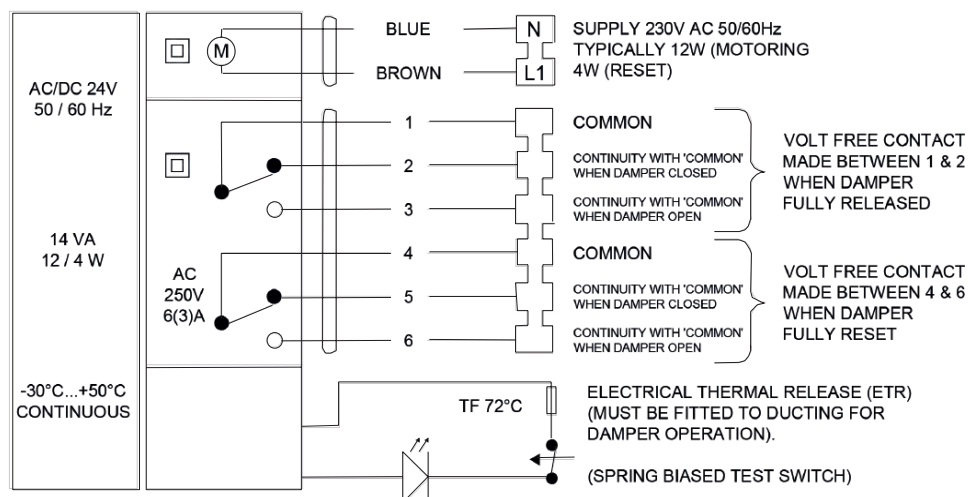 AC/DC 24V
50 / 60 Hz
14 VA
12 / 4 W
-30°C...+50°C
CONTINUOUS
M
AC
250V
6(3)A
BLUE
BROWN
N
L1
SUPPLY 230V AC 50/60Hz
TYPICALLY 12W (MOTORING
4W (RESET)
1
COMMON
2
CONTINUITY WITH 'COMMON'
WHEN DAMPER CLOSED
3
CONTINUITY WITH 'COMMON'
WHEN DAMPER OPEN
VOLT FREE CONTACT
MADE BETWEEN 1 & 2
WHEN DAMPER
FULLY RELEASED
4
COMMON
5
CONTINUITY WITH 'COMMON'
WHEN DAMPER CLOSED
6
CONTINUITY WITH 'COMMON'
WHEN DAMPER OPEN
VOLT FREE CONTACT
MADE BETWEEN 4 & 6
WHEN DAMPER
FULLY RESET
TF 72°C
ELECTRICAL THERMAL RELEASE (ETR)
(MUST BE FITTED TO DUCTING FOR
DAMPER OPERATION).
(SPRING BIASED TEST SWITCH)